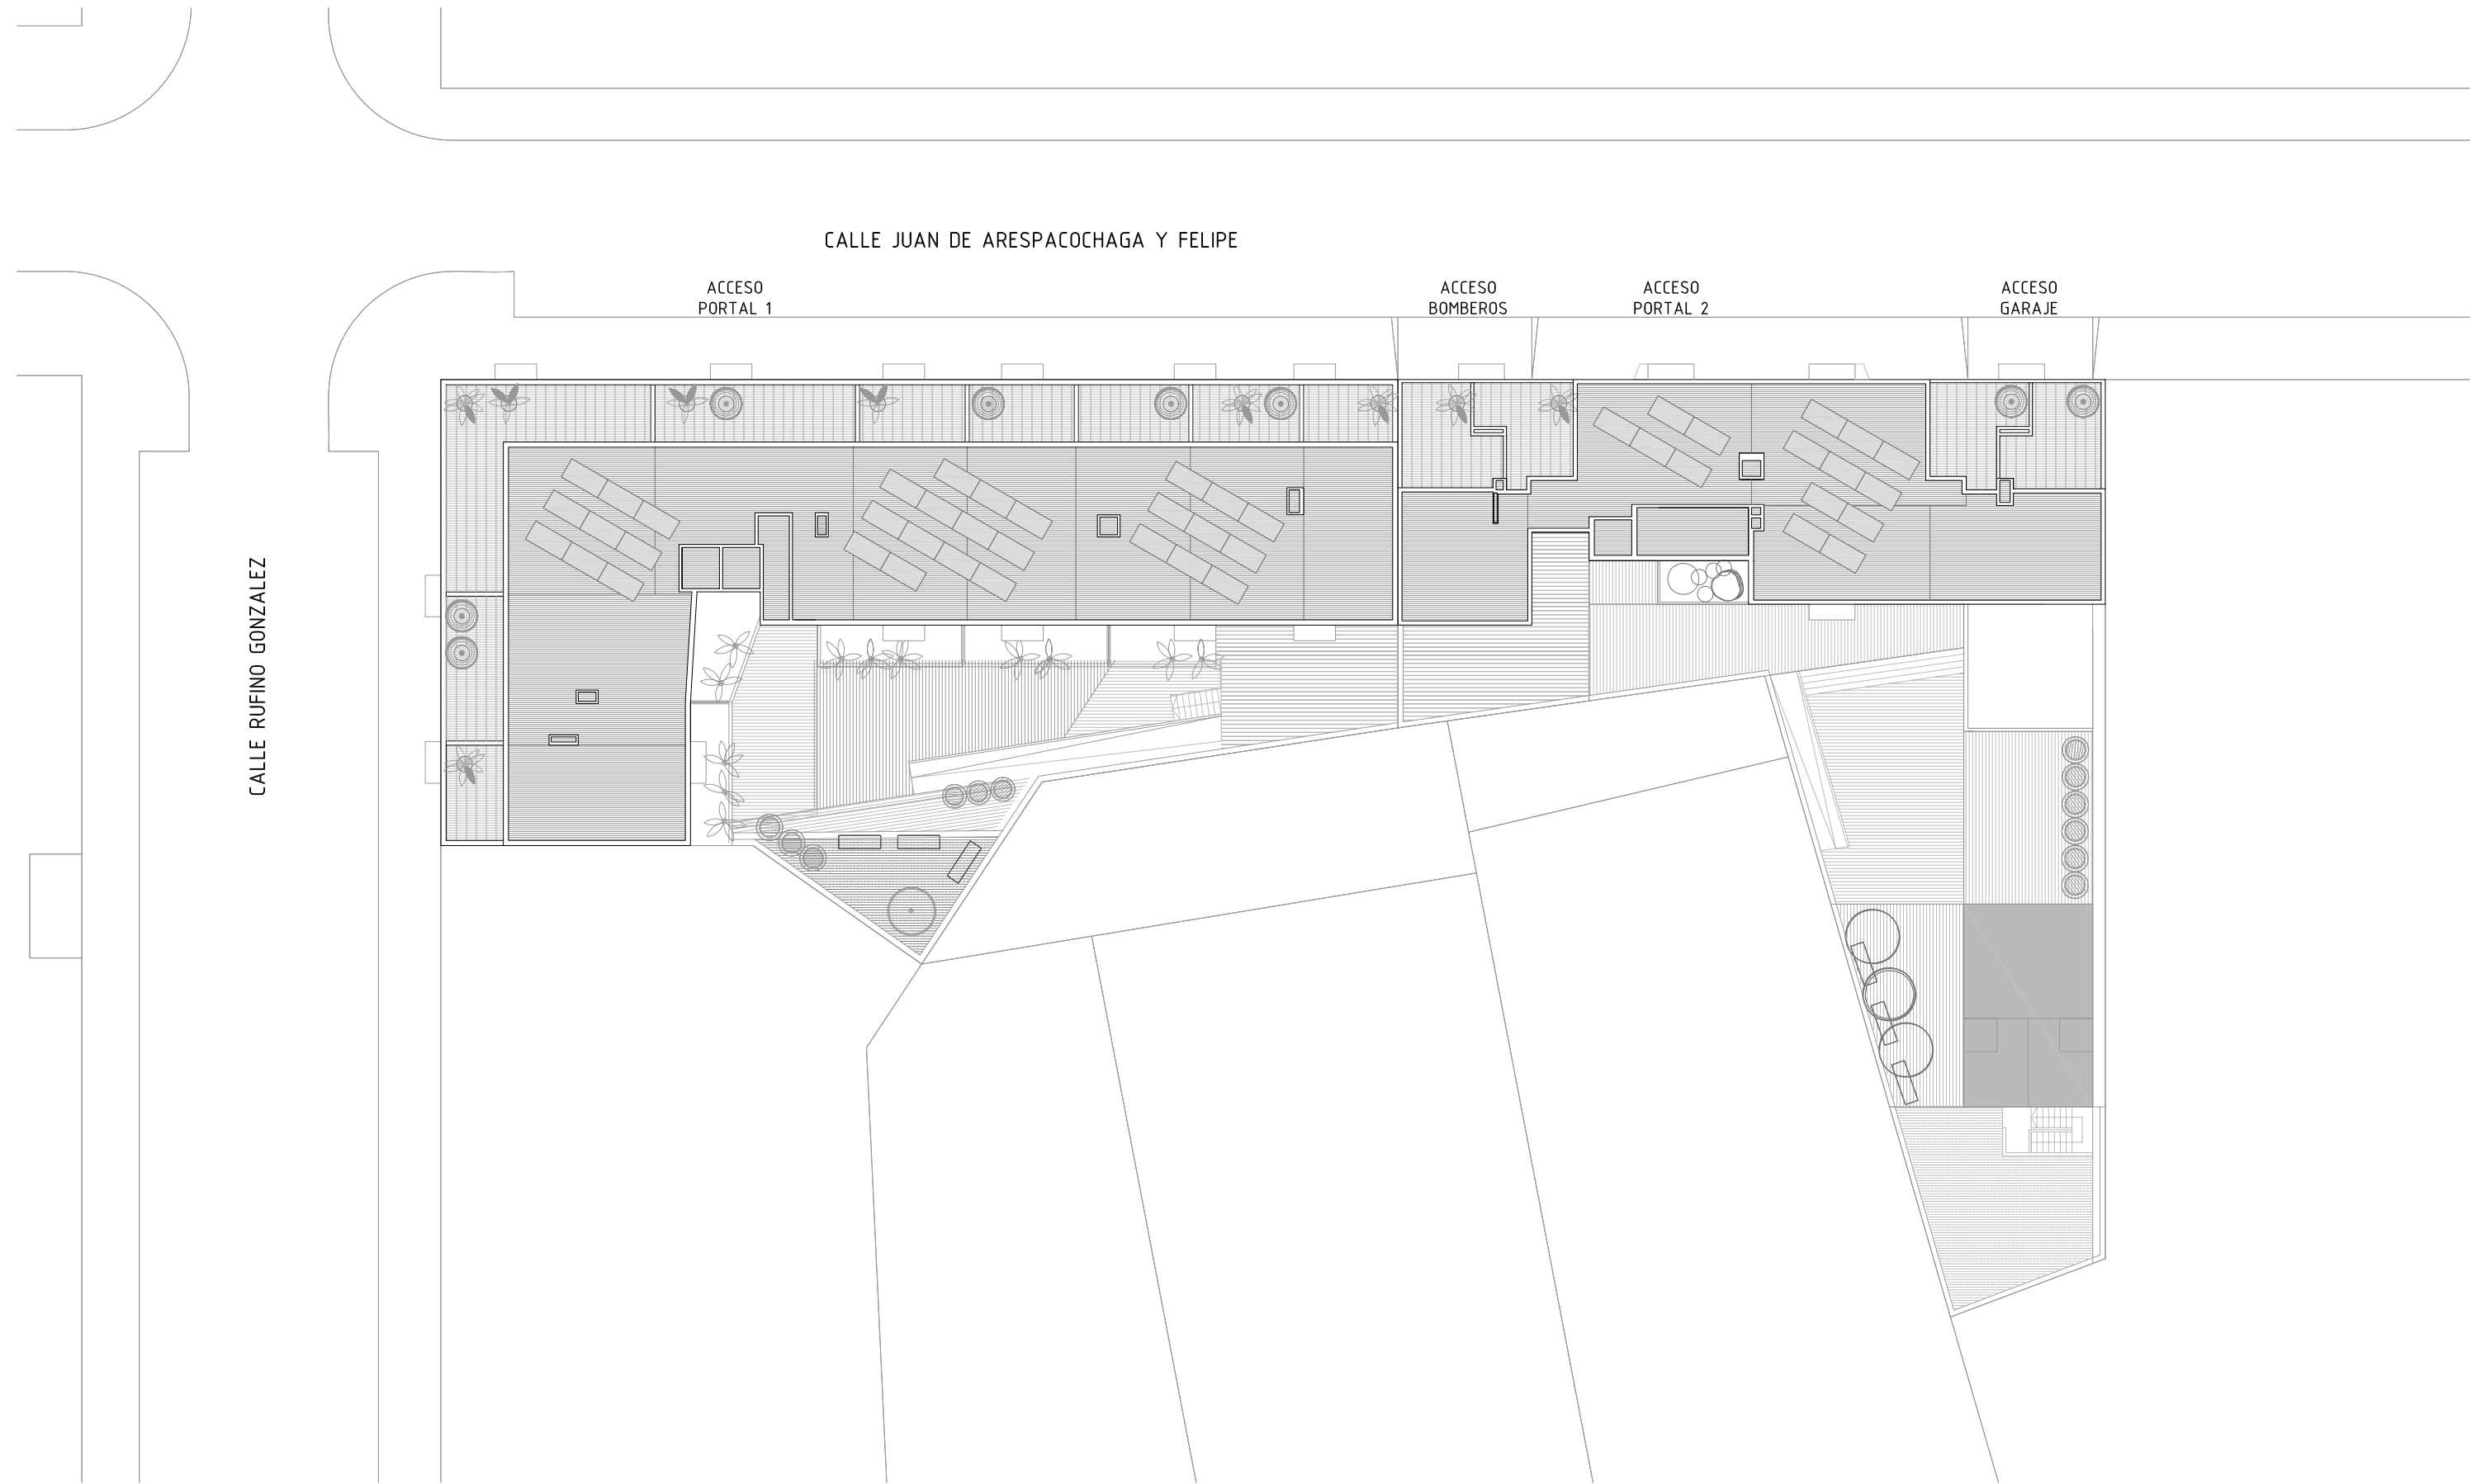 CALLE JUAN DE ARESPACOCHAGA Y FELIPE
ACCESO
PORTAL 1
ACCESO
BOMBEROS
ACCESO
PORTAL 2
ACCESO
GARAJE
CALLE RUFINO GONZALEZ